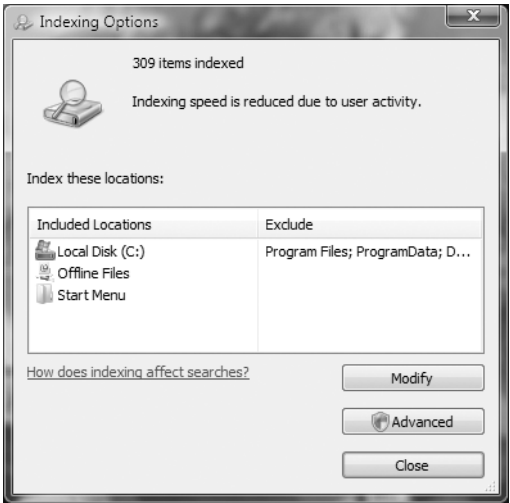 Indexing Options
309 items indexed
Indexing speed is reduced due to user activity.
Index these locations:
Included Locations Exclude
Local Disk (C:) Program Files; ProgramData; D...
Offline Files
Start Menu
How does indexing affect searches?
Modify
Advanced
Close